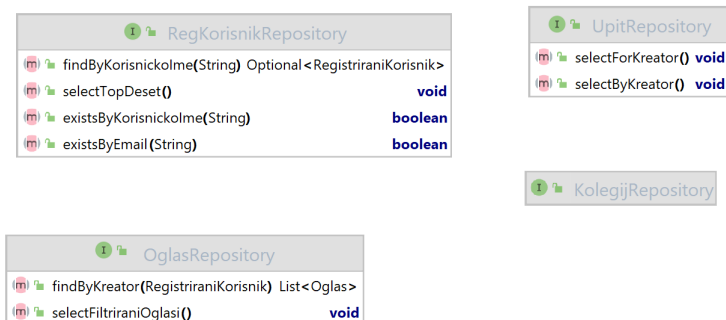 RegKorisnikRepository
findByKorisnickoIme(String) Optional<RegistriraniKorisnik>
selectTopDeset() void
existsByKorisnickoIme(String) boolean
existsByEmail(String) boolean
UpitRepository
selectForKreator() void
selectByKreator() void
KolegijRepository
OglasRepository
findByKreator(RegistriraniKorisnik) List<Oglas>
selectFiltriraniOglasi() void